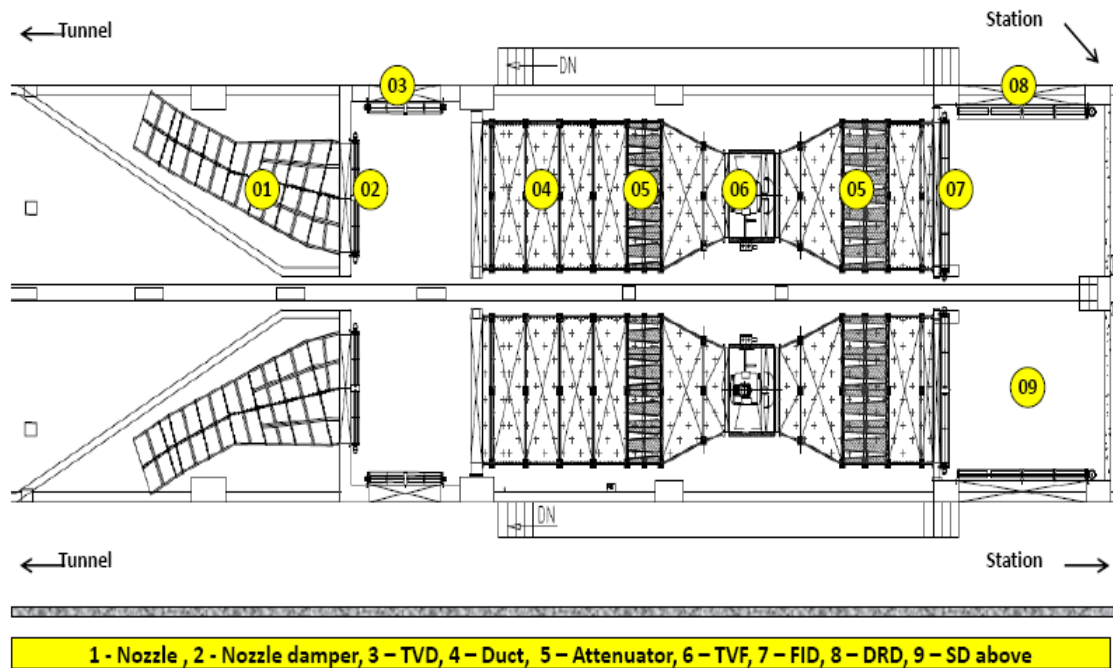 Tunnel
Station
DN
03
08
01
02
04
05
06
05
07
09
DN
Tunnel
Station
1 - Nozzle , 2 - Nozzle damper, 3 – TVD, 4 – Duct, 5 – Attenuator, 6 – TVF, 7 – FID, 8 – DRD, 9 – SD above